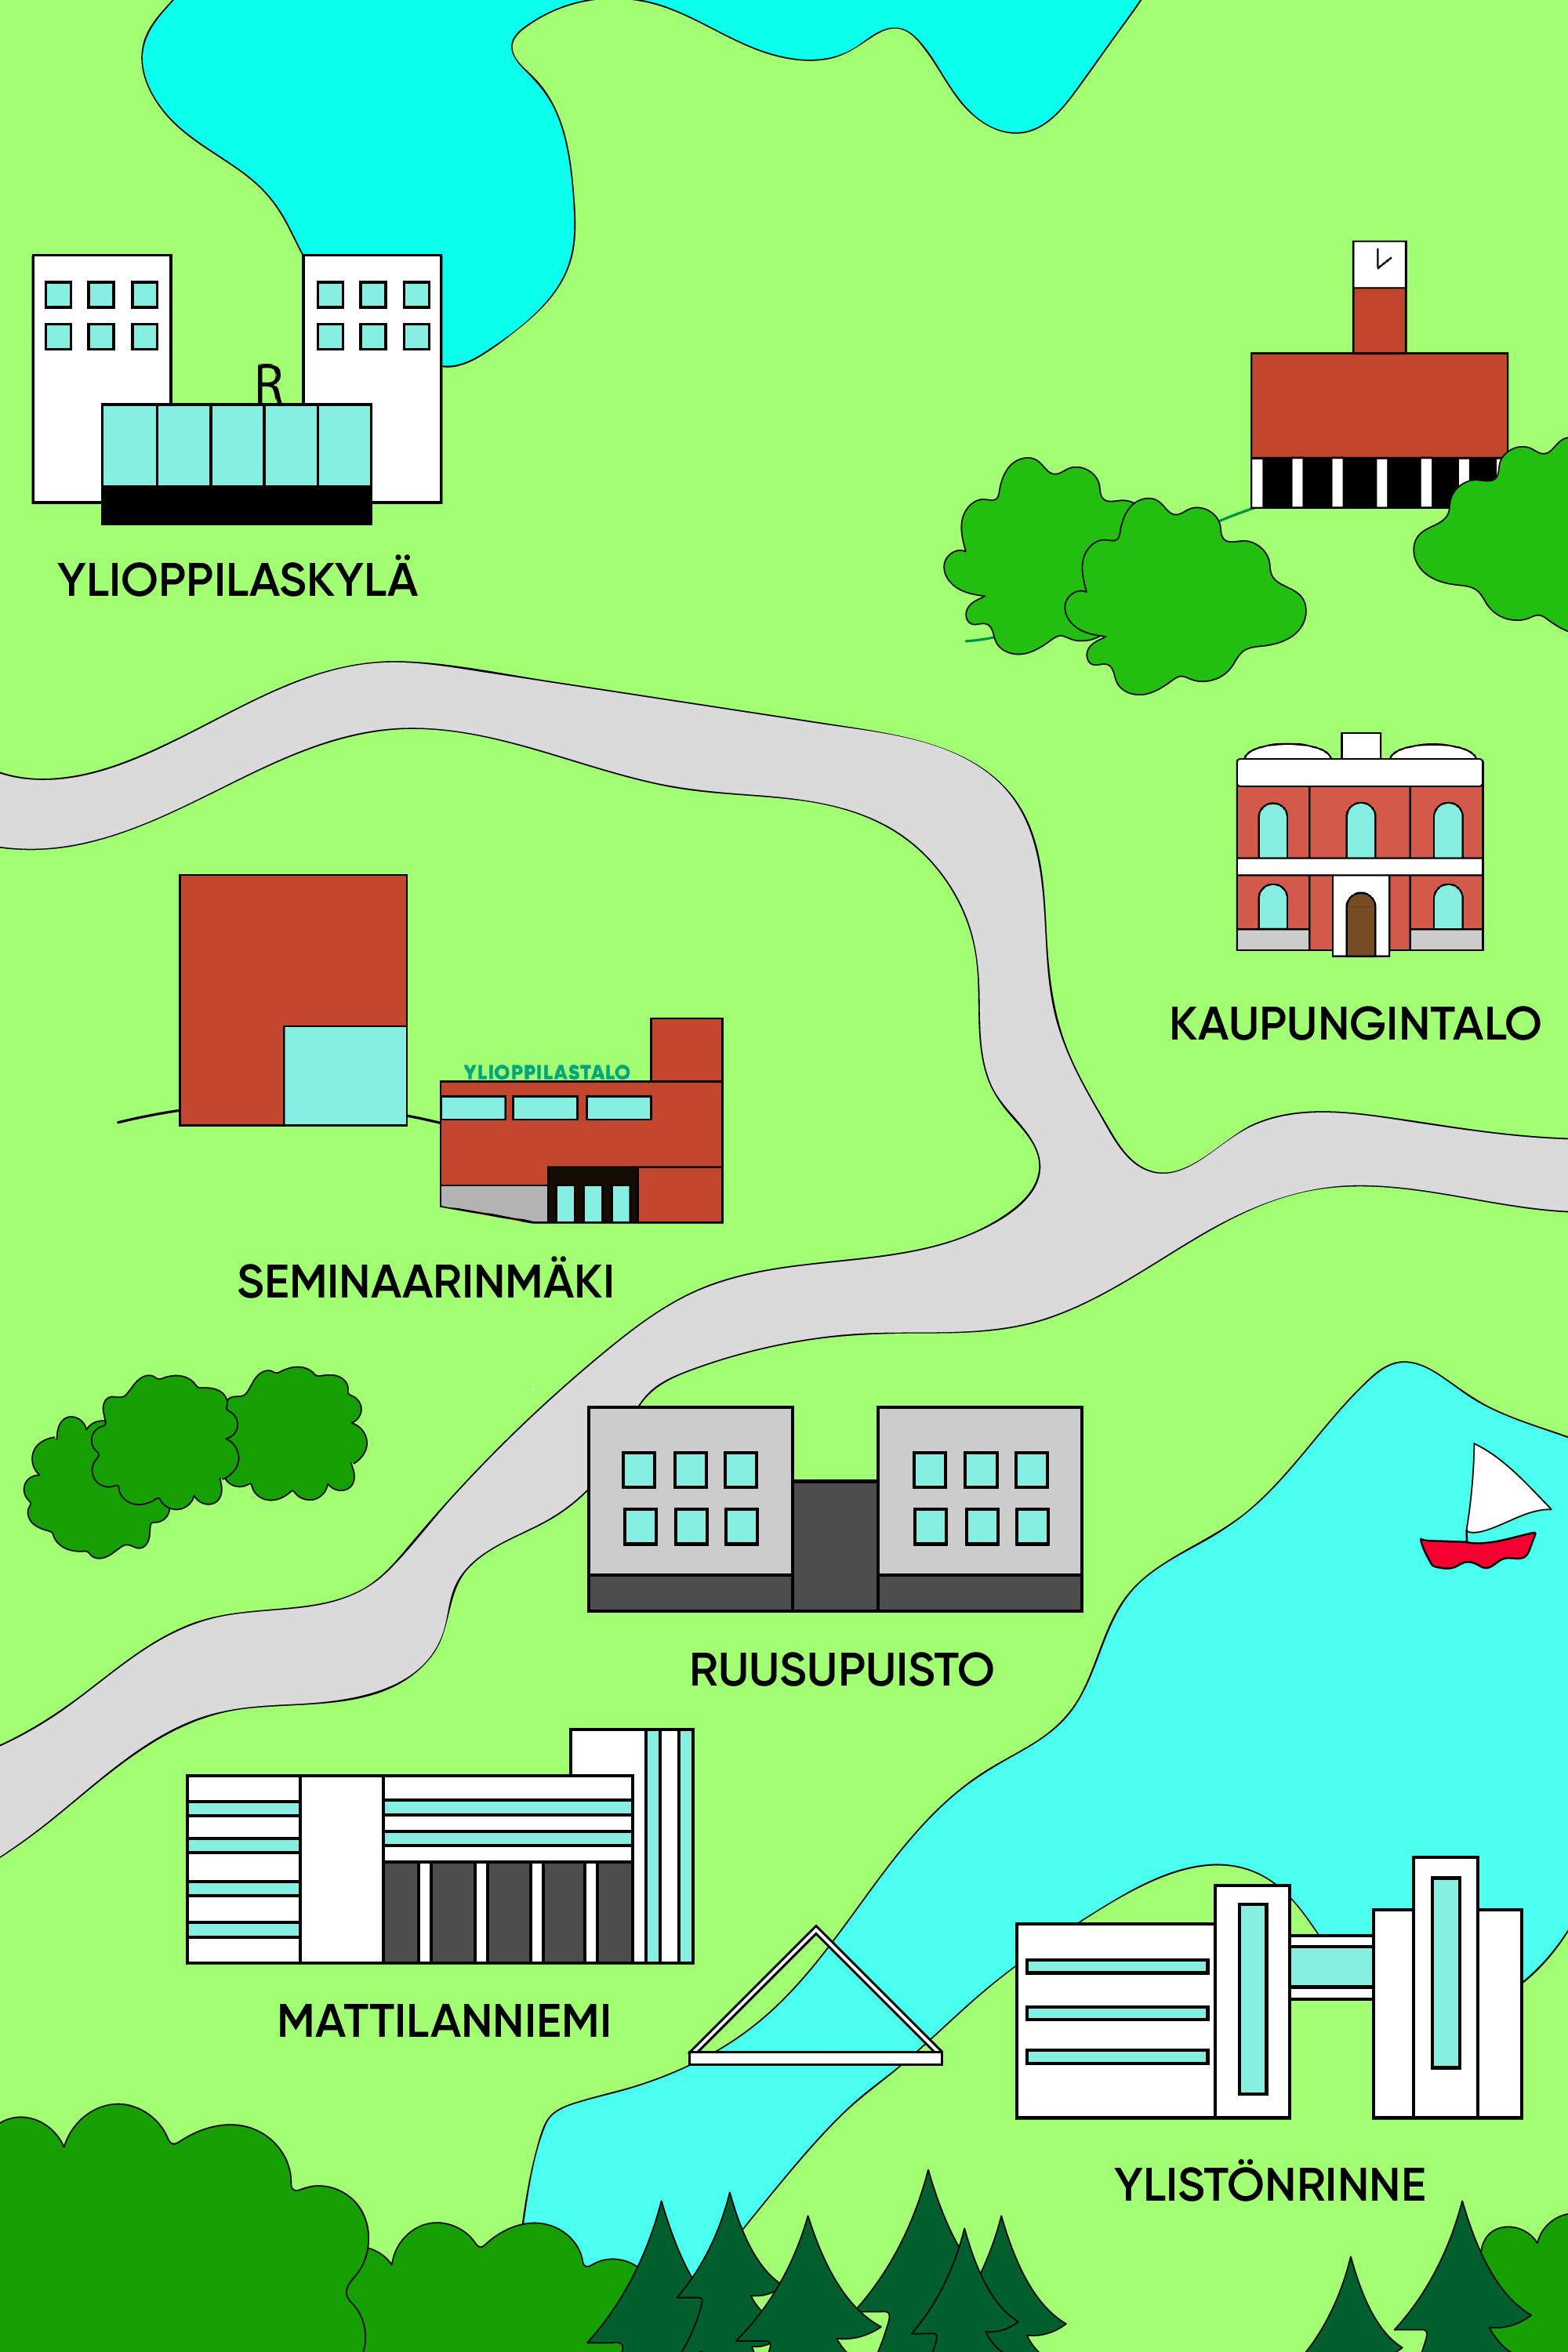 R
YLIOPPILASKYLÄ
KAUPUNGINTALO
YLIOPPILASTALO
SEMINAARINMÄKI
RUUSUPUISTO
MATTILANNIEMI
YLISTÖNRINNE